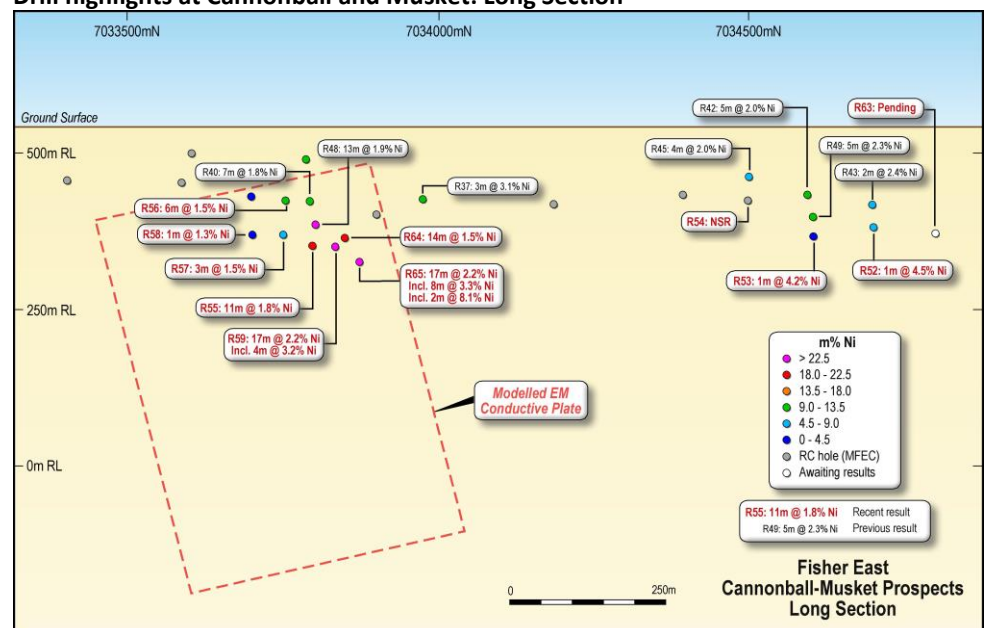 Drill highlights at Cannonball and Musket: Long Section
7033500mN
7034000mN
7034500mN
Ground Surface
500m RL
250m RL
0m RL
R48: 13m @ 1.9% Ni
R40: 7m @ 1.8% Ni
R56: 6m @ 1.5% Ni
R58: 1m @ 1.3% Ni
R57: 3m @ 1.5% Ni
R55: 11m @ 1.8% Ni
R59: 17m @ 2.2% Ni
Incl. 4m @ 3.2% Ni
R37: 3m @ 3.1% Ni
R64: 14m @ 1.5% Ni
R65: 17m @ 2.2% Ni
Incl. 8m @ 3.3% Ni
Incl. 2m @ 8.1% Ni
R42: 5m @ 2.0% Ni
R63: Pending
R45: 4m @ 2.0% Ni
R49: 5m @ 2.3% Ni
R43: 2m @ 2.4% Ni
R54: NSR
R53: 1m @ 4.2% Ni
R52: 1m @ 4.5% Ni
Modelled EM
Conductive Plate
m% Ni
> 22.5
18.0 - 22.5
13.5 - 18.0
9.0 - 13.5
4.5 - 9.0
0 - 4.5
RC hole (MFEC)
Awaiting results
R55: 11m @ 1.8% Ni Recent result
R49: 5m @ 2.3% Ni Previous result
0 250m
Fisher East
Cannonball-Musket Prospects
Long Section